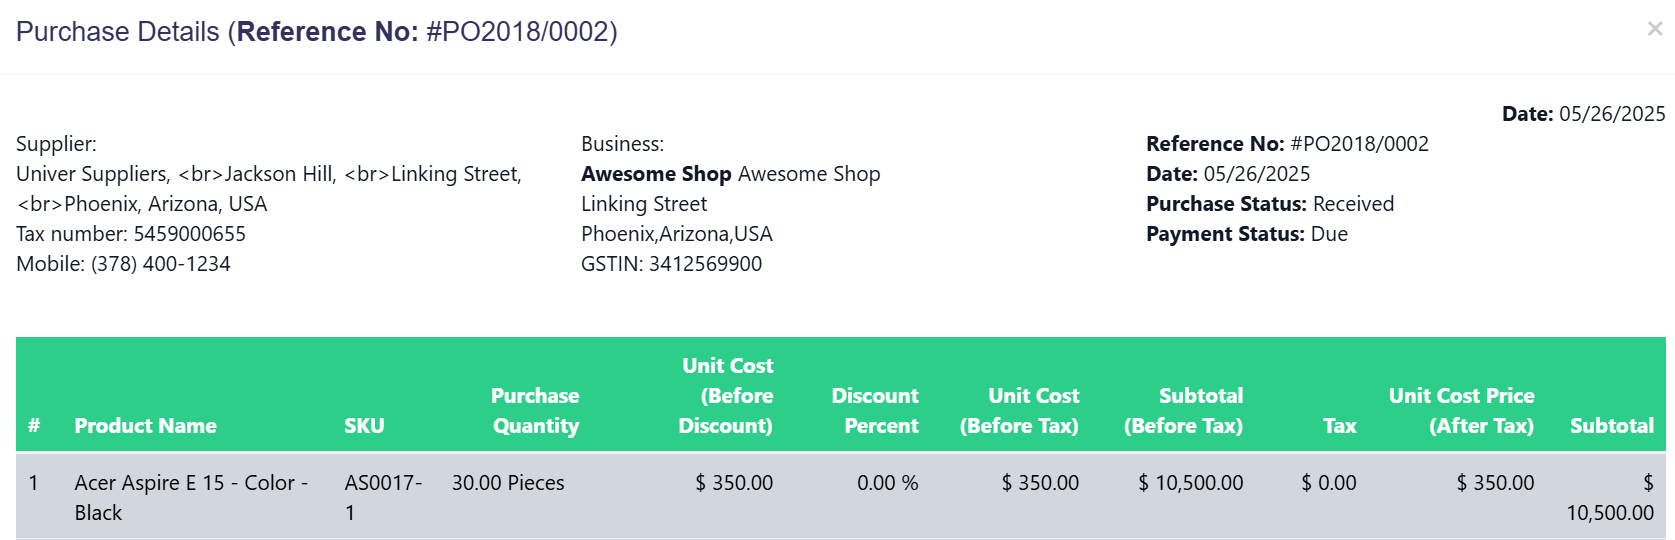 Purchase Details (Reference No: #PO2018/0002)
×
Date: 05/26/2025
Supplier:
Univer Suppliers, <br>Jackson Hill, <br>Linking Street,
<br>Phoenix, Arizona, USA
Tax number: 5459000655
Mobile: (378) 400-1234
Business:
Awesome Shop Awesome Shop
Linking Street
Phoenix,Arizona,USA
GSTIN: 3412569900
Reference No: #PO2018/0002
Date: 05/26/2025
Purchase Status: Received
Payment Status: Due
#
Product Name
SKU
Purchase
Quantity
Unit Cost
(Before
Discount)
Discount
Percent
Unit Cost
(Before Tax)
Subtotal
(Before Tax)
Tax
Unit Cost Price
(After Tax)
Subtotal
1
Acer Aspire E 15 - Color -
Black
AS0017-
1
30.00 Pieces
$ 350.00
0.00 %
$ 350.00
$ 10,500.00
$ 0.00
$ 350.00
$
10,500.00